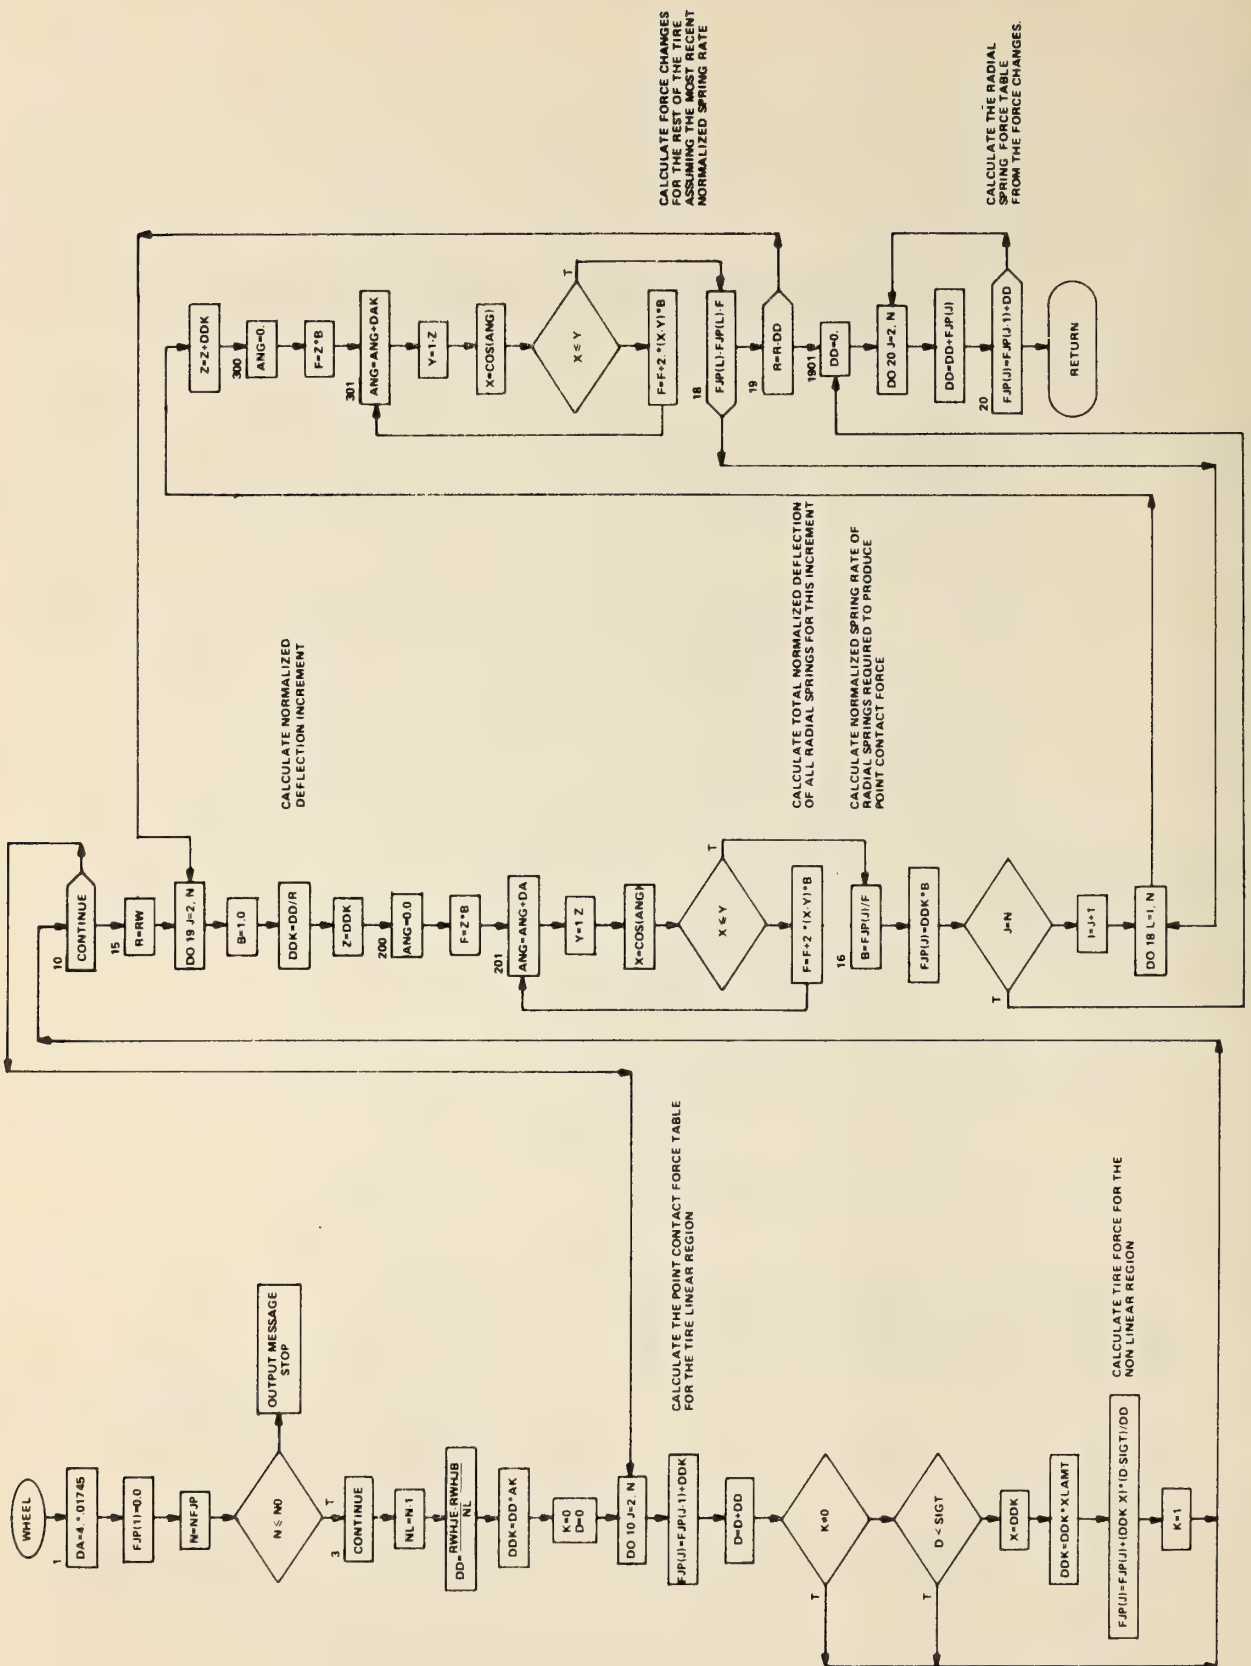 WHEEL
1
DA=4.*.01745
FJP(1)=0.0
N=NFJP
N ≤ NO
OUTPUT MESSAGE
STOP
T
3
CONTINUE
NL=N-1
DD=RWHJE-RWHJB
NL
DDK=DD*AK
K=0
D=0
DO 10 J=2, N
FJP(J)=FJP(J-1)+DDK
CALCULATE THE POINT CONTACT FORCE TABLE
FOR THE TIRE LINEAR REGION
D=D+DD
K≠0
T
D < SIGT
T
X=DDK
DDK=DDK*XLAMT
FJP(J)=FJP(J)+(DDK X)*(D-SIGT)/DD
CALCULATE TIRE FORCE FOR THE
NON LINEAR REGION
K=1
10
CONTINUE
15
R=RW
DO 19 J=2, N
B=1.0
DDK=DD/R
CALCULATE NORMALIZED
DEFLECTION INCREMENT
Z=DDK
200
ANG=0.0
F=Z*B
201
ANG=ANG+DA
Y=1 Z
X=COS(ANG)
X ≤ Y
T
F=F+2 *(X-Y)*B
CALCULATE TOTAL NORMALIZED DEFLECTION
OF ALL RADIAL SPRINGS FOR THIS INCREMENT
16
B=FJP(J)/F
CALCULATE NORMALIZED SPRING RATE OF
RADIAL SPRINGS REQUIRED TO PRODUCE
POINT CONTACT FORCE
FJP(J)=DDK*B
J=N
T
I=J+1
DO 18 L=I, N
Z=Z+DDK
300
ANG=0.
F=Z*B
301
ANG=ANG+DAK
Y=1-Z
X=COS(ANG)
X ≤ Y
T
F=F+2.*(X-Y)*B
18
FJP(L)-FJP(L)-F
CALCULATE FORCE CHANGES
FOR THE REST OF THE TIRE
ASSUMING THE MOST RECENT
NORMALIZED SPRING RATE
19
R=R-DD
1901
DD=0.
DO 20 J=2, N
DD=DD+FJP(J)
20
FJP(J)=FJP(J-1)+DD
CALCULATE THE RADIAL
SPRING FORCE TABLE
FROM THE FORCE CHANGES.
RETURN